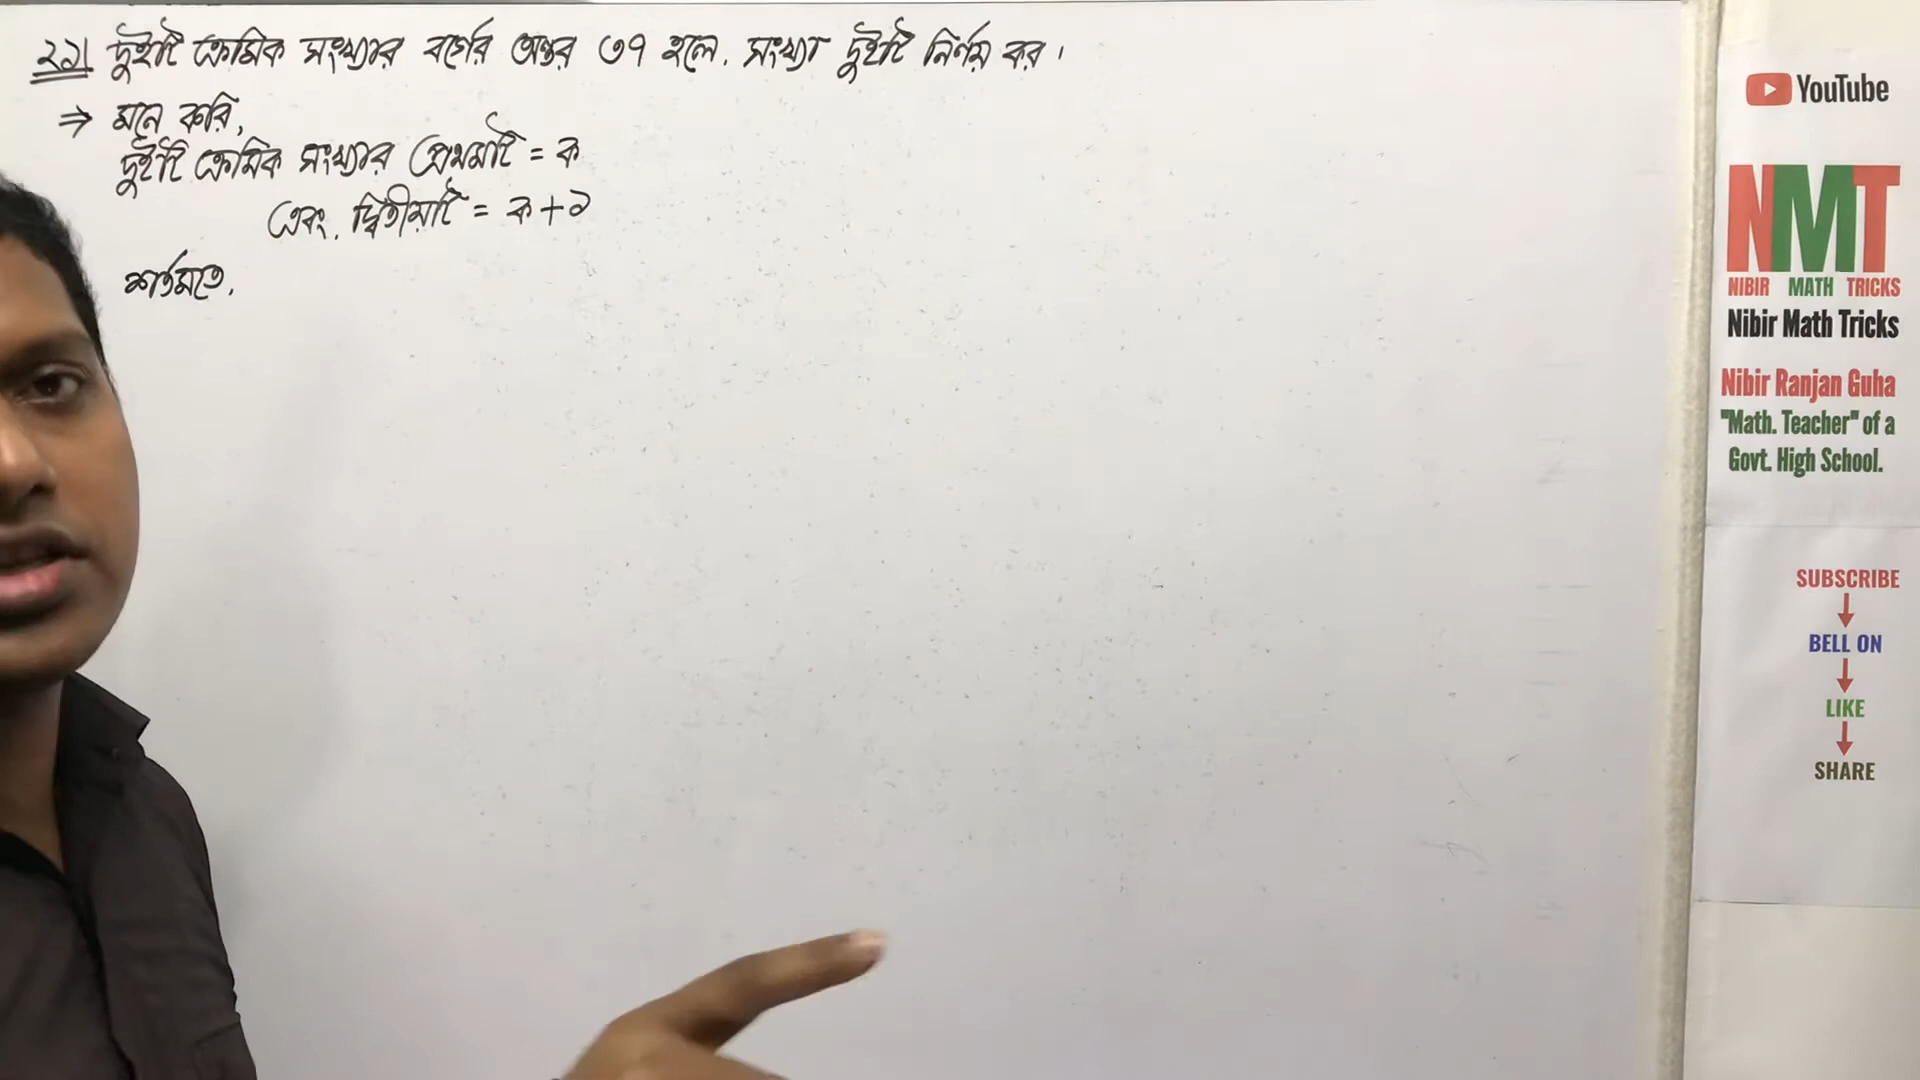 ২১। দুইটি ক্রমিক সংখ্যার বর্গের অন্তর ৩৭ হলে, সংখ্যা দুইটি নির্ণয় কর।
⇒ মনে করি,
দুইটি ক্রমিক সংখ্যার প্রথমটি = ক
এবং, দ্বিতীয়টি = ক+১
শর্তমতে,
YouTube
NMT
NIBIR MATH TRICKS
Nibir Math Tricks
Nibir Ranjan Guha
"Math. Teacher" of a
Govt. High School.
SUBSCRIBE
↓
BELL ON
↓
LIKE
↓
SHARE